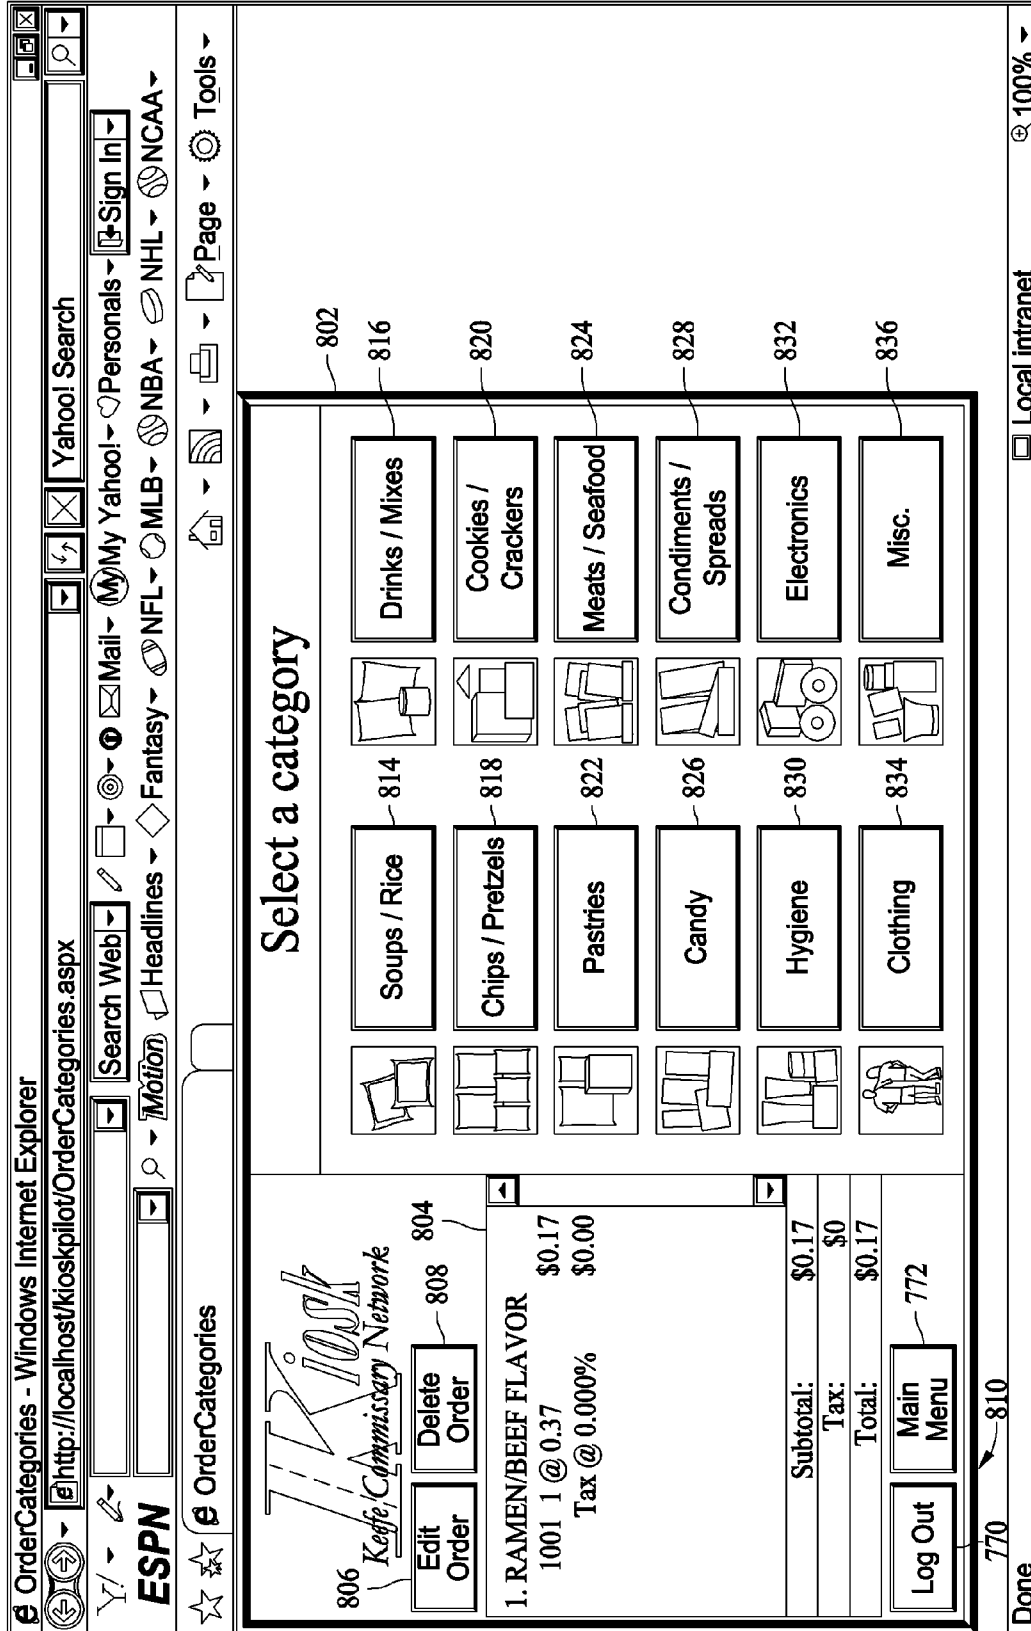 OrderCategories - Windows Internet Explorer
http://localhost/kioskpilot/OrderCategories.aspx
Yahoo! Search
Y!
Search Web
Mail
My My Yahoo!
Personals
Sign In
ESPN
Motion
Headlines
Fantasy
NFL
MLB
NBA
NHL
NCAA
OrderCategories
Page
Tools
802
Kiosk
Keefe Commissary Network
806
Edit
Order
808
Delete
Order
804
1. RAMEN/BEEF FLAVOR
1001 1 @ 0.37 $0.17
Tax @ 0.000% $0.00
Subtotal: $0.17
Tax: $0
Total: $0.17
Log Out
Main
Menu
772
770
810
Select a category
Soups / Rice
814
Drinks / Mixes
816
Chips / Pretzels
818
Cookies /
Crackers
820
Pastries
822
Meats / Seafood
824
Candy
826
Condiments /
Spreads
828
Hygiene
830
Electronics
832
Clothing
834
Misc.
836
Done
Local intranet
100%